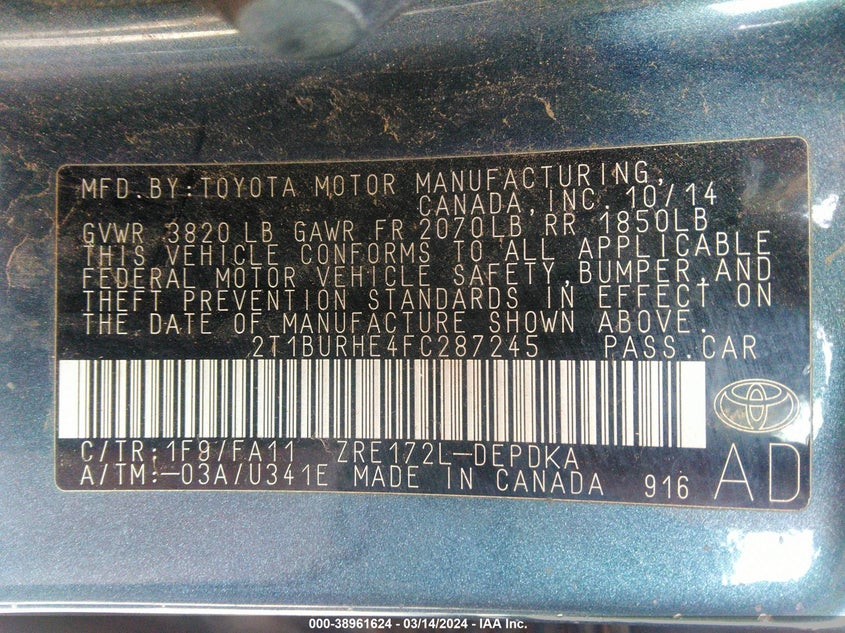 MFD.BY:TOYOTA MOTOR MANUFACTURING,
CANADA,INC. 10/14
GVWR 3820 LB GAWR FR 2070LB RR 1850LB
THIS VEHICLE CONFORMS TO ALL APPLICABLE
FEDERAL MOTOR VEHICLE SAFETY,BUMPER,AND
THEFT PREVENTION STANDARDS IN EFFECT ON
THE DATE OF MANUFACTURE SHOWN ABOVE.
2T1BURHE4FC287245 PASS.CAR
C/TR:1F9/FA11 ZRE172L-DEPDKA
A/TM:-03A/U341E MADE IN CANADA 916 AD
000-38961624 - 03/14/2024 - IAA Inc.